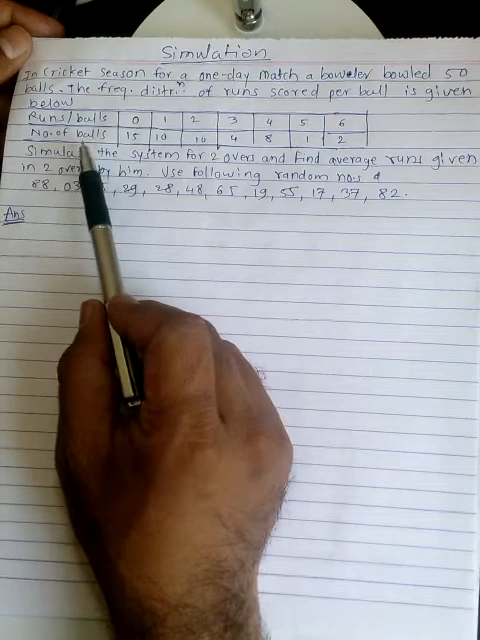 Simulation
In Cricket season for a one-day match a bowler bowled 50
balls. The freq. distrn of runs scored per ball is given
below
Runs/balls 0 1 2 3 4 5 6
No. of balls 15 10 10 4 8 1 2
the system for 2 overs and find average runs given
in 2 by him. Use following random no.s
88, 03, 29, 28, 48, 65, 19, 55, 17, 37, 82.
Ans